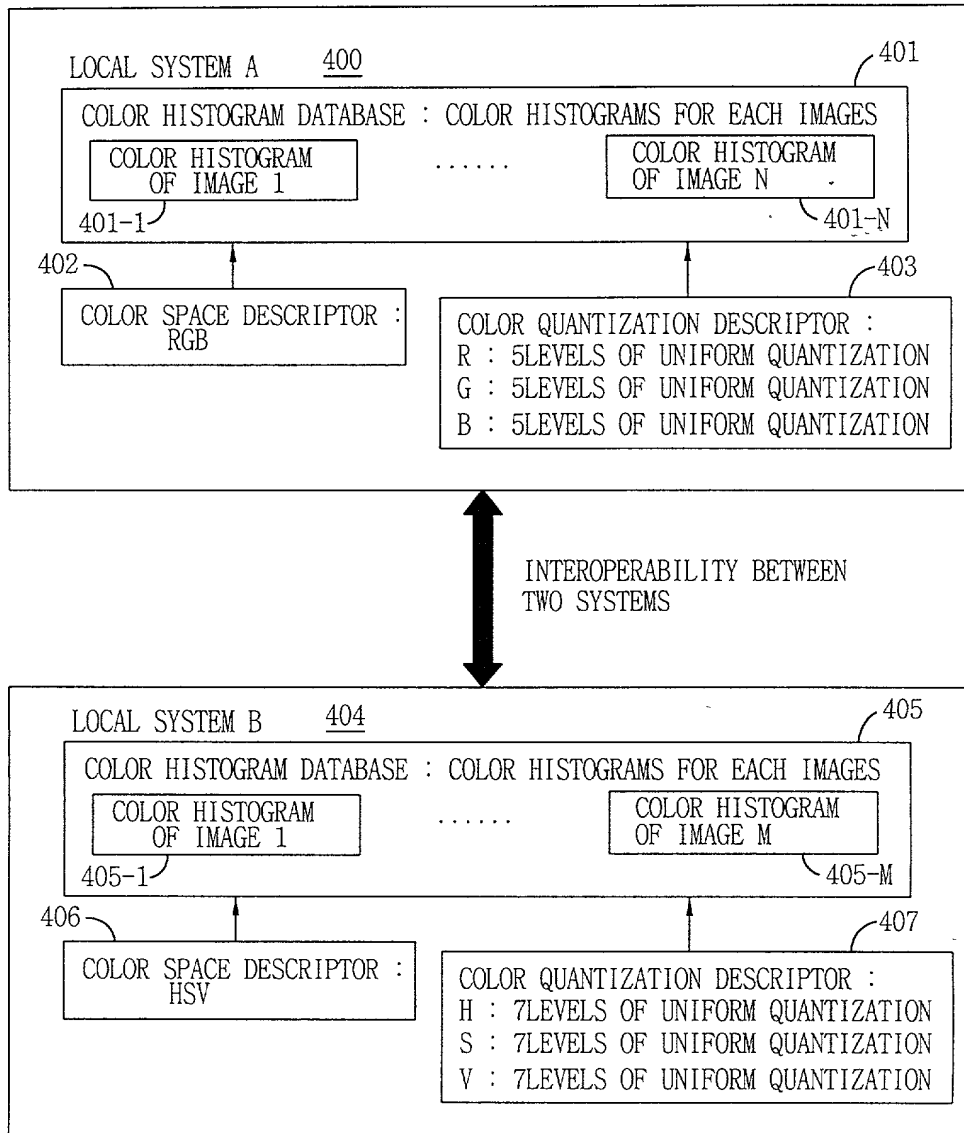 LOCAL SYSTEM A 400
401
COLOR HISTOGRAM DATABASE : COLOR HISTOGRAMS FOR EACH IMAGES
COLOR HISTOGRAM
OF IMAGE 1
......
COLOR HISTOGRAM
OF IMAGE N
401-1
401-N
402
COLOR SPACE DESCRIPTOR :
RGB
403
COLOR QUANTIZATION DESCRIPTOR :
R : 5LEVELS OF UNIFORM QUANTIZATION
G : 5LEVELS OF UNIFORM QUANTIZATION
B : 5LEVELS OF UNIFORM QUANTIZATION
INTEROPERABILITY BETWEEN
TWO SYSTEMS
LOCAL SYSTEM B 404
405
COLOR HISTOGRAM DATABASE : COLOR HISTOGRAMS FOR EACH IMAGES
COLOR HISTOGRAM
OF IMAGE 1
......
COLOR HISTOGRAM
OF IMAGE M
405-1
405-M
406
COLOR SPACE DESCRIPTOR :
HSV
407
COLOR QUANTIZATION DESCRIPTOR :
H : 7LEVELS OF UNIFORM QUANTIZATION
S : 7LEVELS OF UNIFORM QUANTIZATION
V : 7LEVELS OF UNIFORM QUANTIZATION